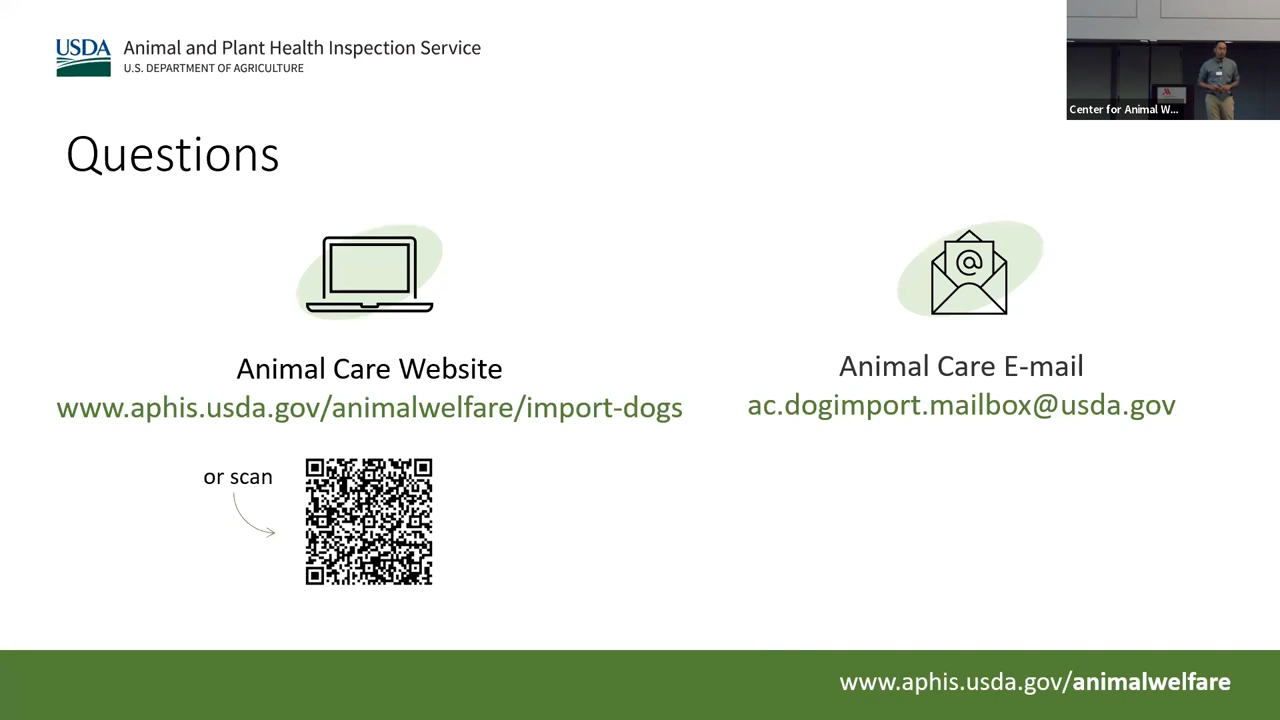 USDA
Animal and Plant Health Inspection Service
U.S. DEPARTMENT OF AGRICULTURE
Center for Animal W...
Questions
Animal Care Website
www.aphis.usda.gov/animalwelfare/import-dogs
or scan
Animal Care E-mail
ac.dogimport.mailbox@usda.gov
www.aphis.usda.gov/animalwelfare